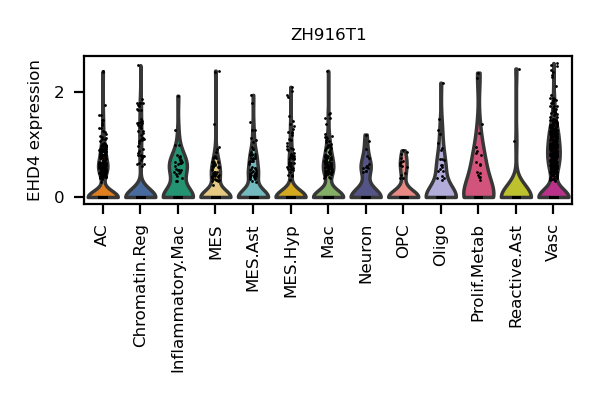 ZH916T1
EHD4 expression
2
0
AC
Chromatin.Reg
Inflammatory.Mac
MES
MES.Ast
MES.Hyp
Mac
Neuron
OPC
Oligo
Prolif.Metab
Reactive.Ast
Vasc